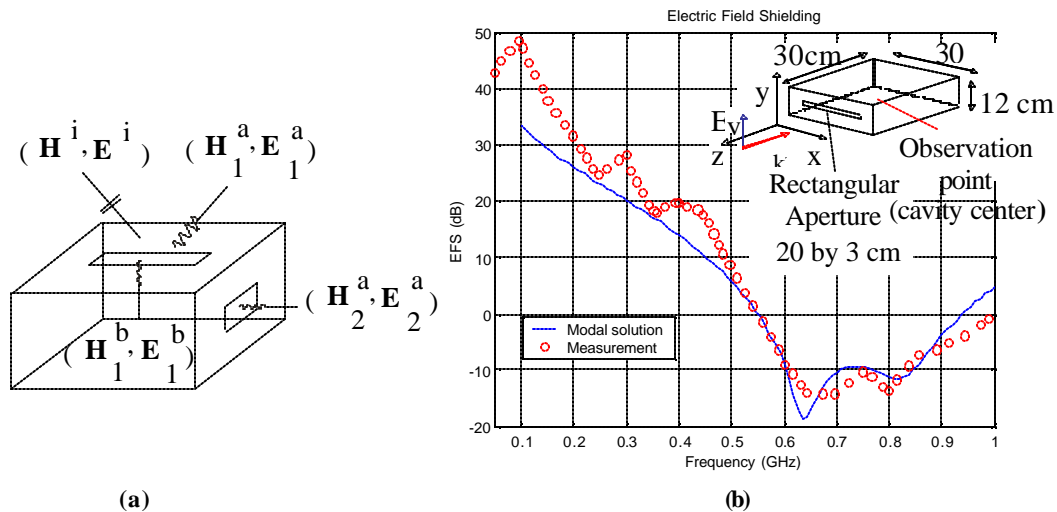 ( H^i, E^i )
( H_1^a, E_1^a )
( H_2^a, E_2^a )
( H_1^b, E_1^b )
(a)
Electric Field Shielding
50
40
30
20
10
0
-10
-20
EFS (dB)
0.1 0.2 0.3 0.4 0.5 0.6 0.7 0.8 0.9 1
Frequency (GHz)
Modal solution
Measurement
30cm
30
12 cm
y
z
x
Observation
point
(cavity center)
Rectangular
Aperture
20 by 3 cm
(b)